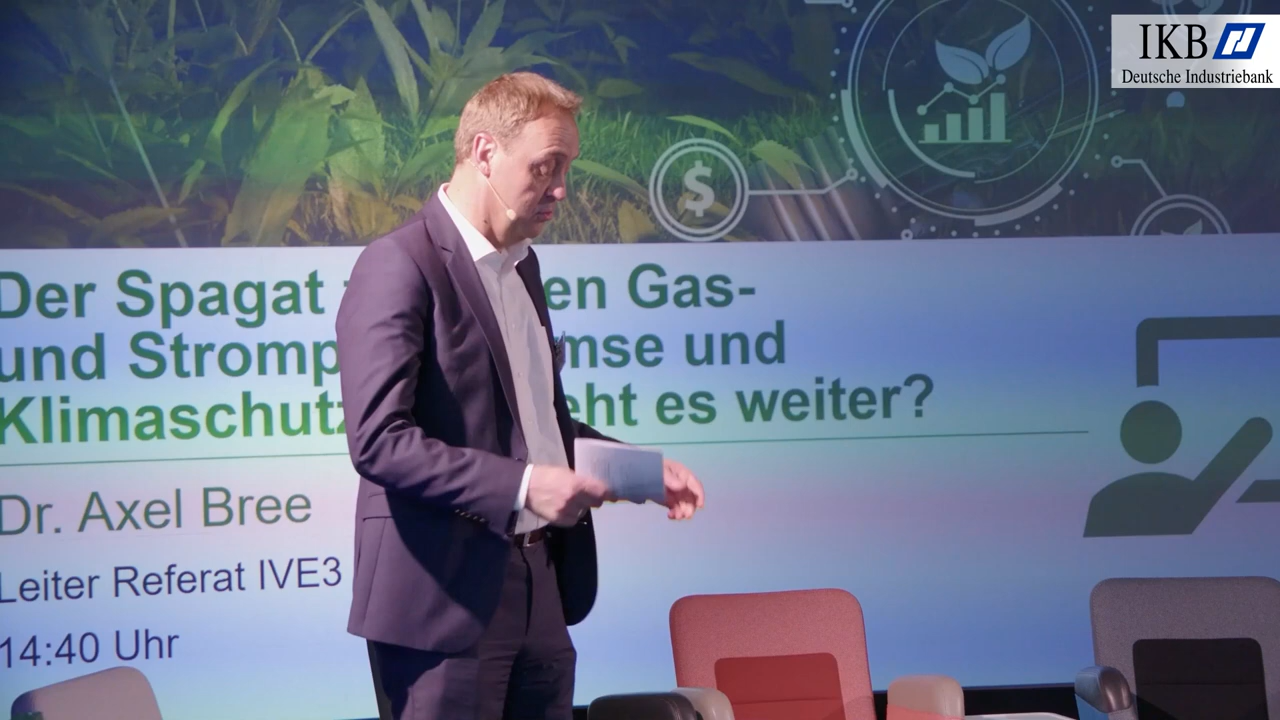 IKB
Deutsche Industriebank
Der Spagat en Gas-
und Stromp mse und
Klimaschutz eht es weiter?
Dr. Axel Bree
Leiter Referat IVE3
14:40 Uhr
$